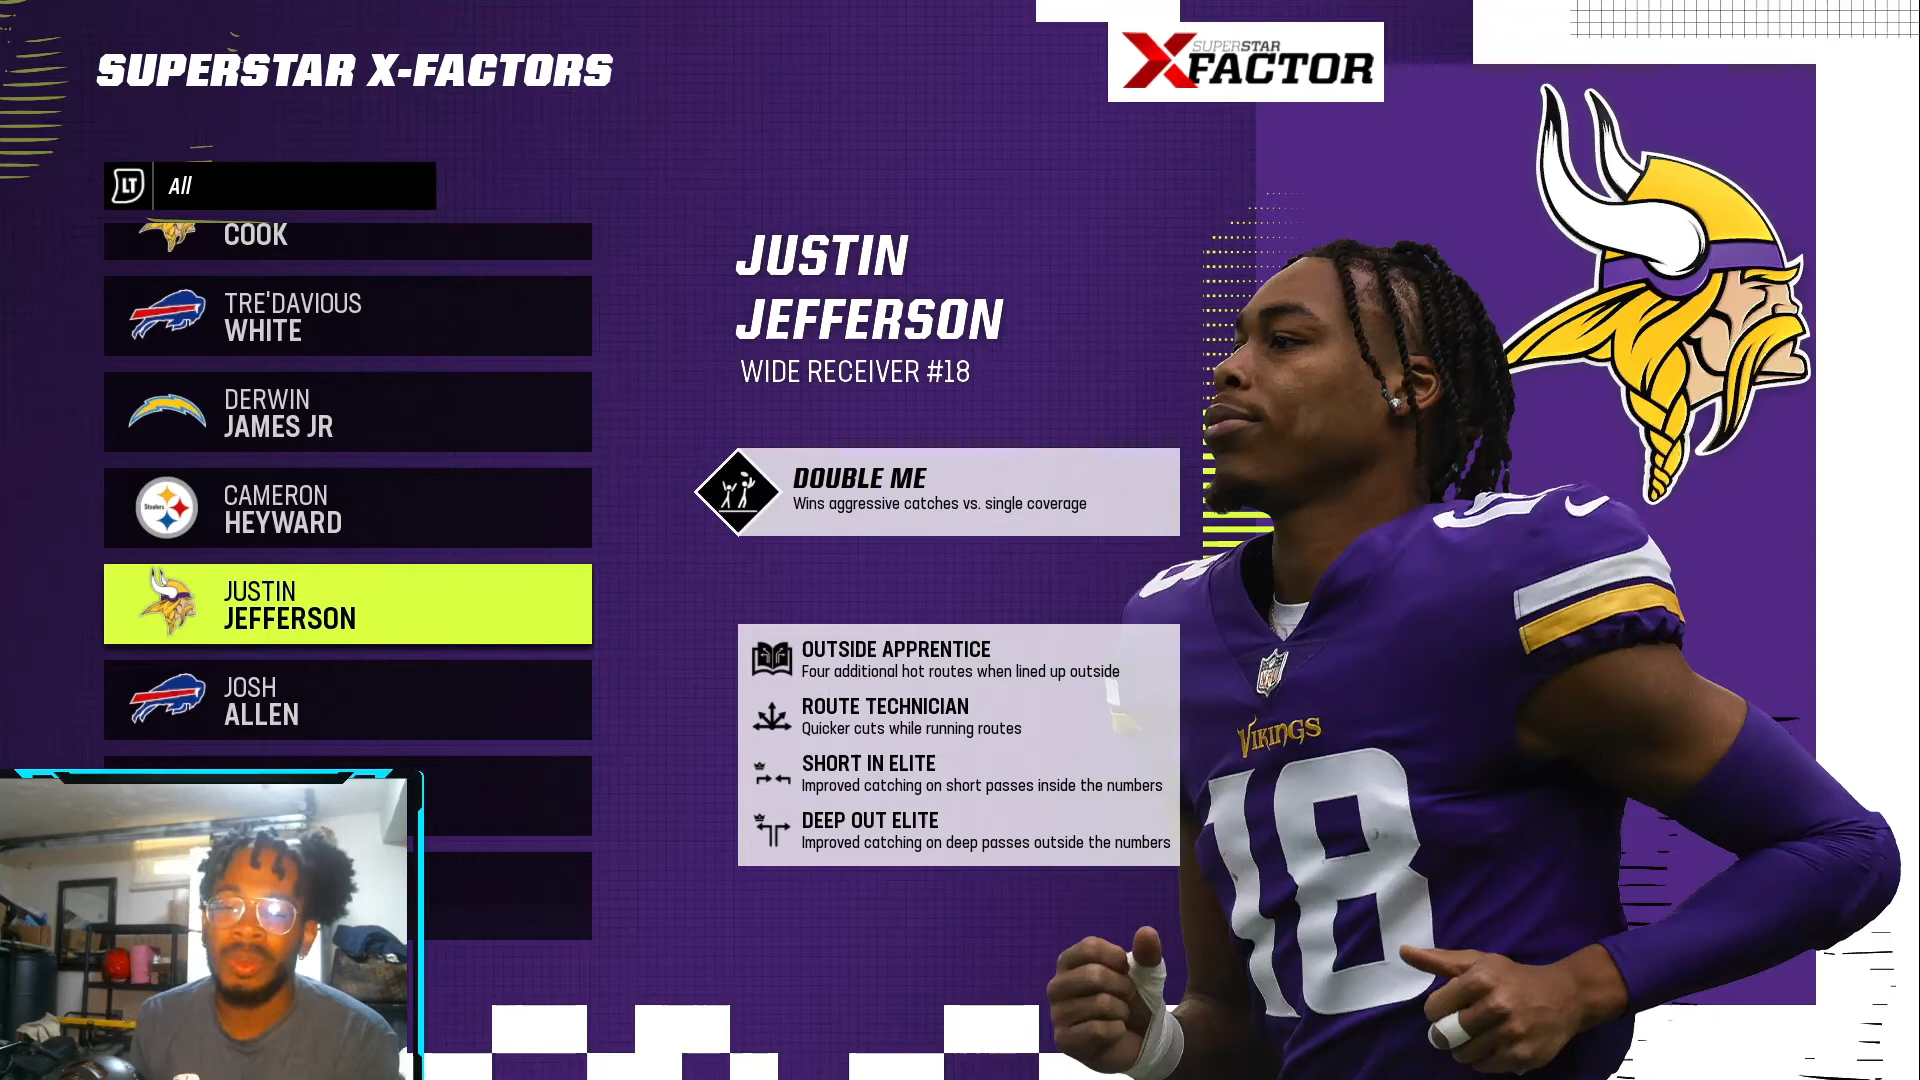 SUPERSTAR X-FACTORS
SUPERSTAR
XFACTOR
LT All
COOK
TRE'DAVIOUS
WHITE
DERWIN
JAMES JR
Steelers
CAMERON
HEYWARD
JUSTIN
JEFFERSON
JOSH
ALLEN
JUSTIN
JEFFERSON
WIDE RECEIVER #18
DOUBLE ME
Wins aggressive catches vs. single coverage
OUTSIDE APPRENTICE
Four additional hot routes when lined up outside
ROUTE TECHNICIAN
Quicker cuts while running routes
SHORT IN ELITE
Improved catching on short passes inside the numbers
DEEP OUT ELITE
Improved catching on deep passes outside the numbers
NFL
VIKINGS
18